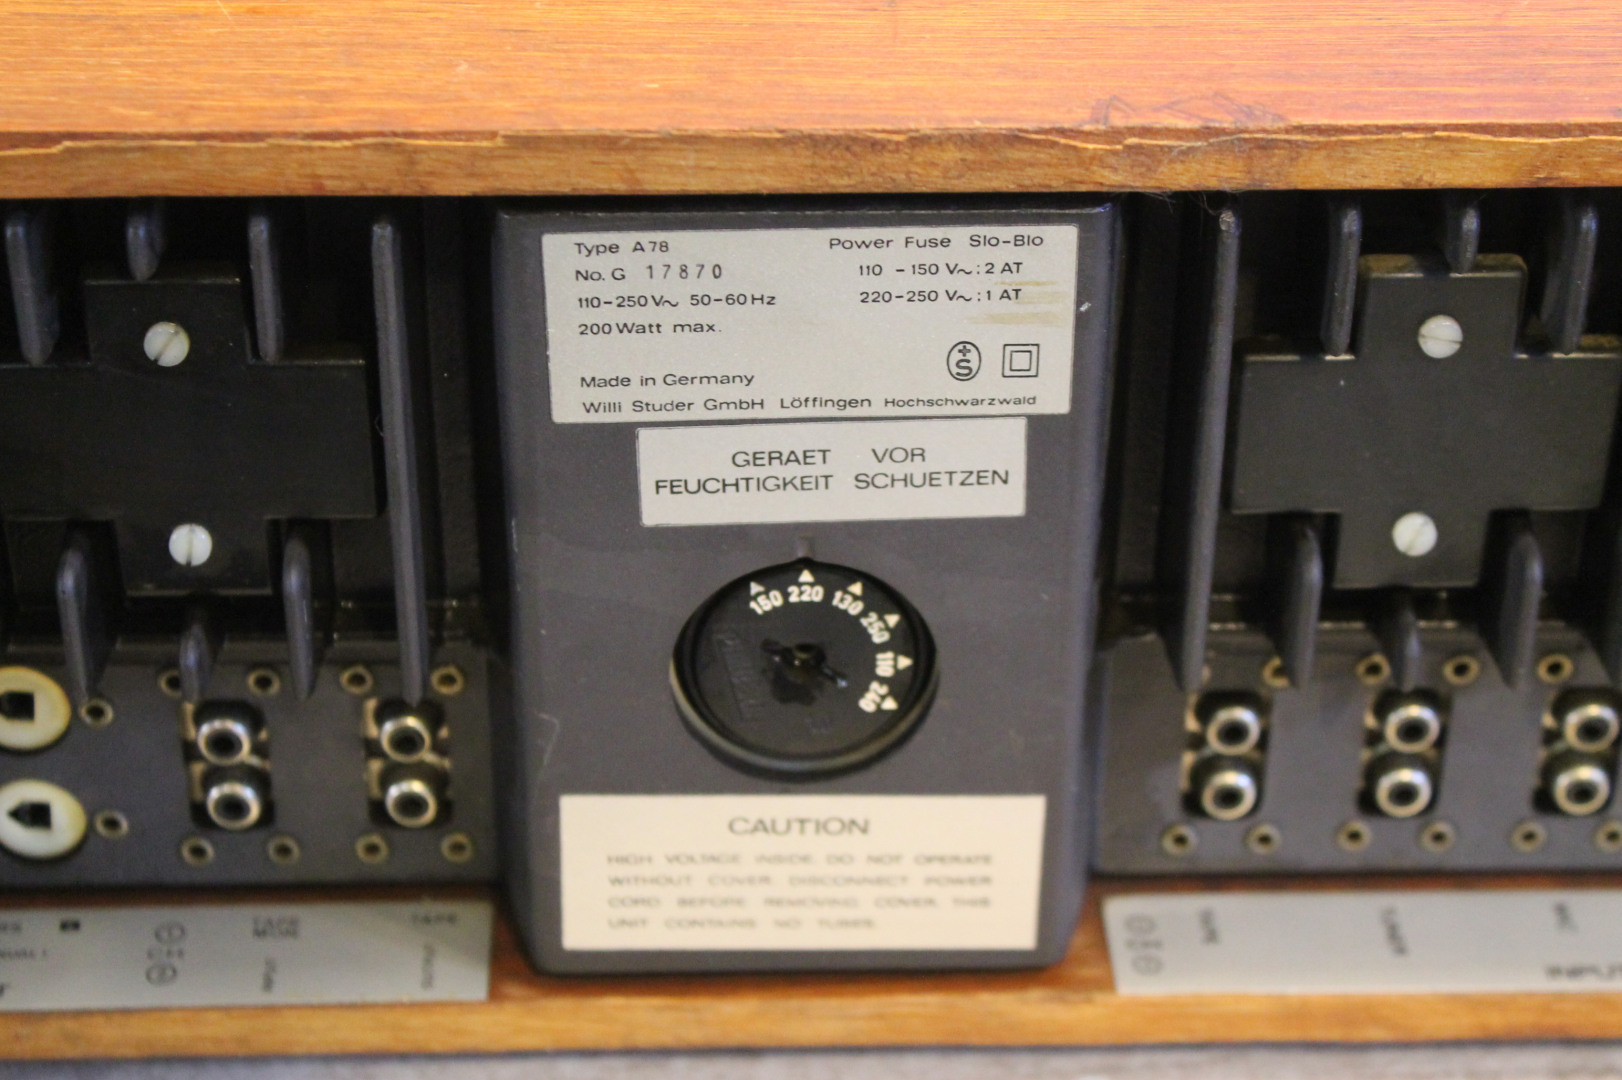 Type A78
No. G 17870
110-250 V~ 50-60 Hz
200 Watt max.
Power Fuse Slo-Blo
110 - 150 V~ : 2 AT
220-250 V~ : 1 AT
+
S
Made in Germany
Willi Studer GmbH Löffingen Hochschwarzwald
GERAET VOR
FEUCHTIGKEIT SCHUETZEN
150 220 130 250 110 240
CAUTION
HIGH VOLTAGE INSIDE. DO NOT OPERATE
WITHOUT COVER. DISCONNECT POWER
CORD BEFORE REMOVING COVER. THIS
UNIT CONTAINS NO TUBES.
TAPE
TAPE
TAPE
TUNER